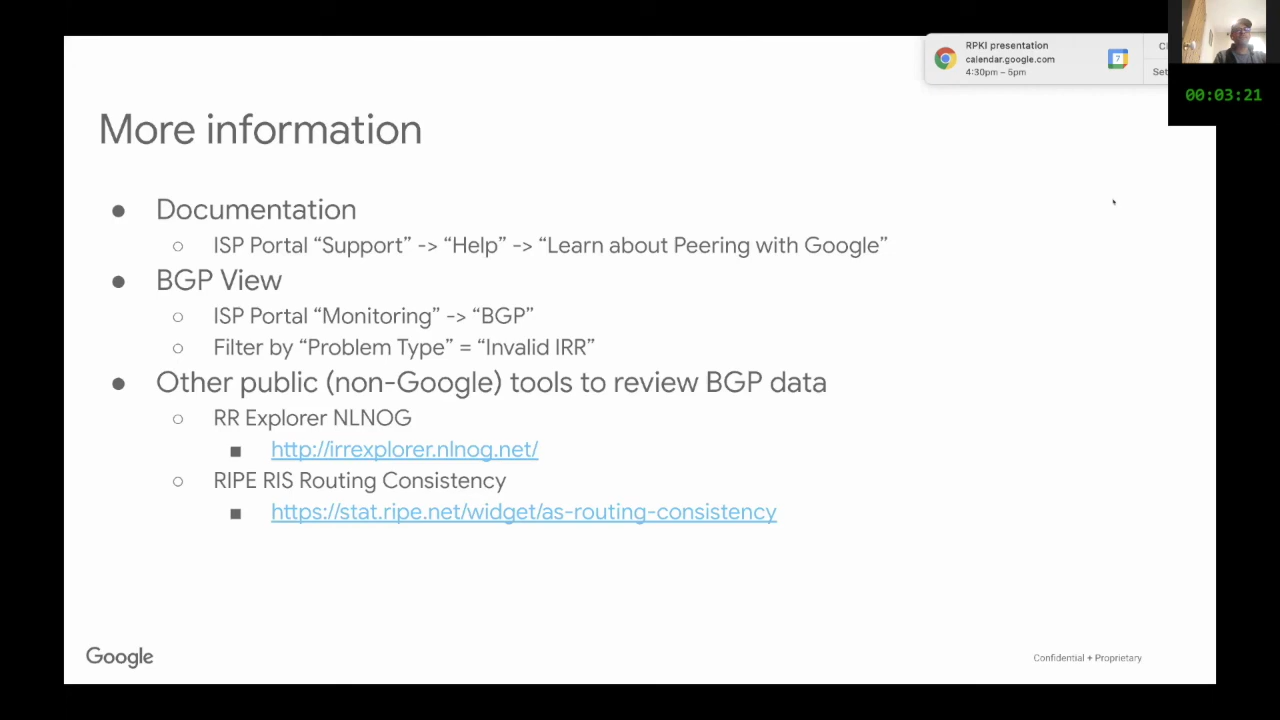 RPKI presentation
calendar.google.com
4:30pm – 5pm
7
00:03:21
More information
● Documentation
○ ISP Portal “Support” -> “Help” -> “Learn about Peering with Google”
● BGP View
○ ISP Portal “Monitoring” -> “BGP”
○ Filter by “Problem Type” = “Invalid IRR”
● Other public (non-Google) tools to review BGP data
○ RR Explorer NLNOG
■ http://irrexplorer.nlnog.net/
○ RIPE RIS Routing Consistency
■ https://stat.ripe.net/widget/as-routing-consistency
Google
Confidential + Proprietary